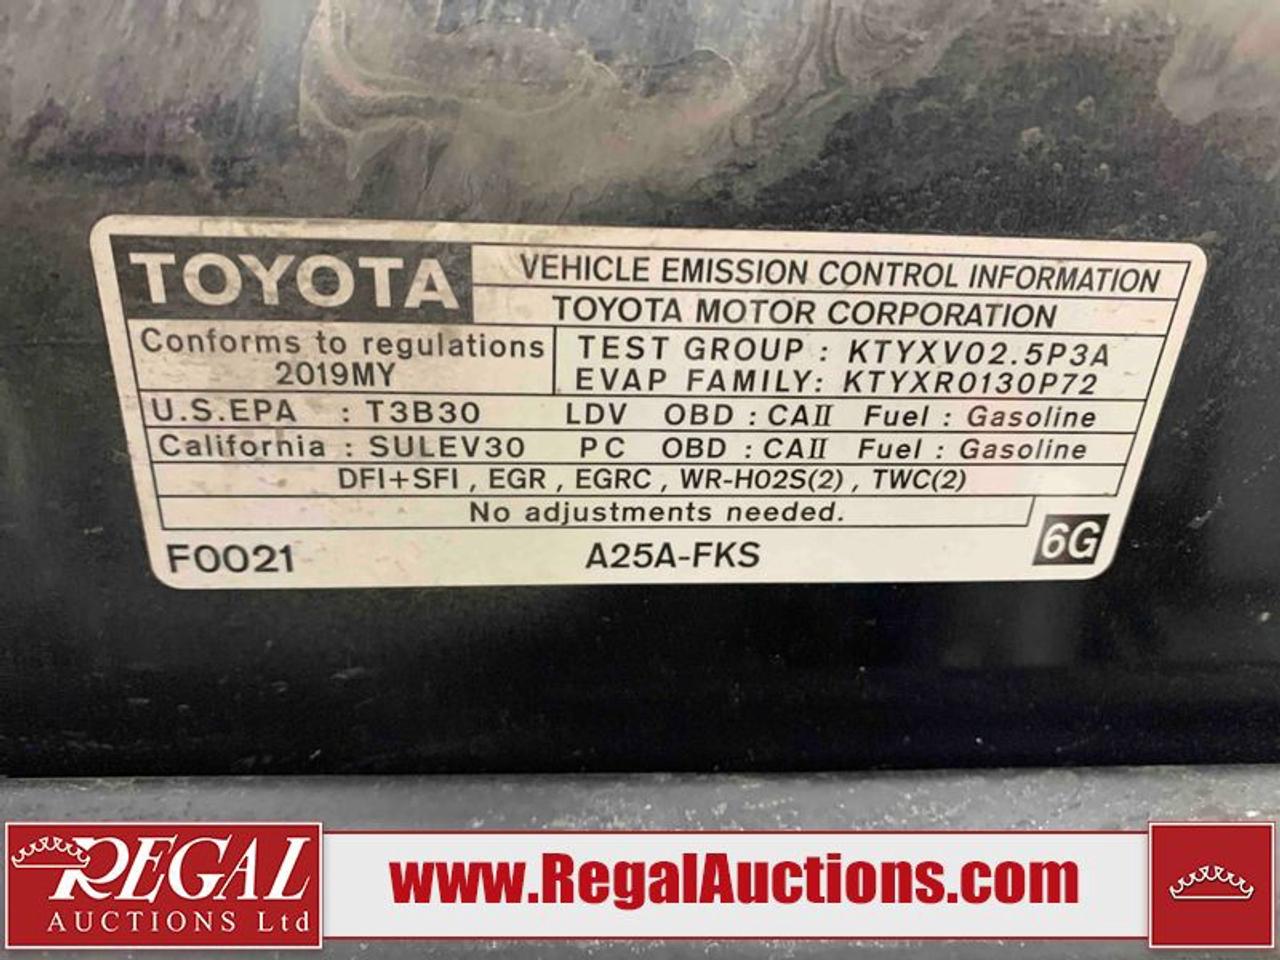 TOYOTA
VEHICLE EMISSION CONTROL INFORMATION
TOYOTA MOTOR CORPORATION
Conforms to regulations
2019MY
TEST GROUP : KTYXV02.5P3A
EVAP FAMILY: KTYXR0130P72
U.S.EPA : T3B30 LDV OBD : CAII Fuel : Gasoline
California : SULEV30 PC OBD : CAII Fuel : Gasoline
DFI+SFI , EGR , EGRC , WR-HO2S(2) , TWC(2)
No adjustments needed.
F0021 A25A-FKS 6G
REGAL
AUCTIONS Ltd
www.RegalAuctions.com